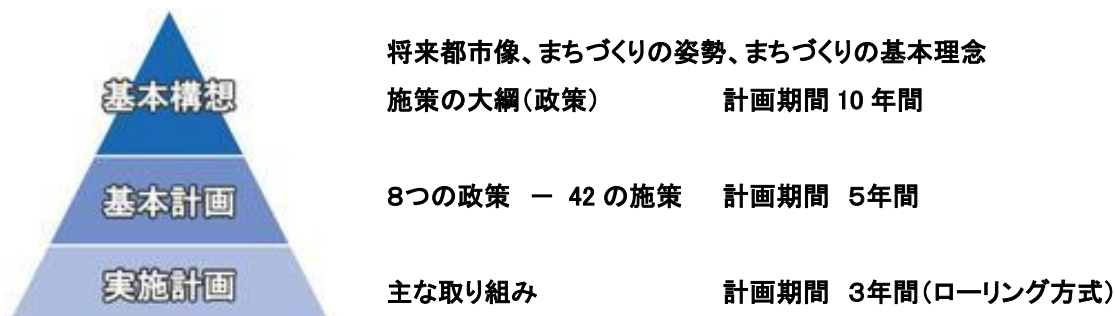 将来都市像、まちづくりの姿勢、まちづくりの基本理念
基本構想
施策の大綱(政策) 計画期間 10 年間
基本計画
8つの政策 － 42 の施策 計画期間 5年間
実施計画
主な取り組み 計画期間 3年間(ローリング方式)